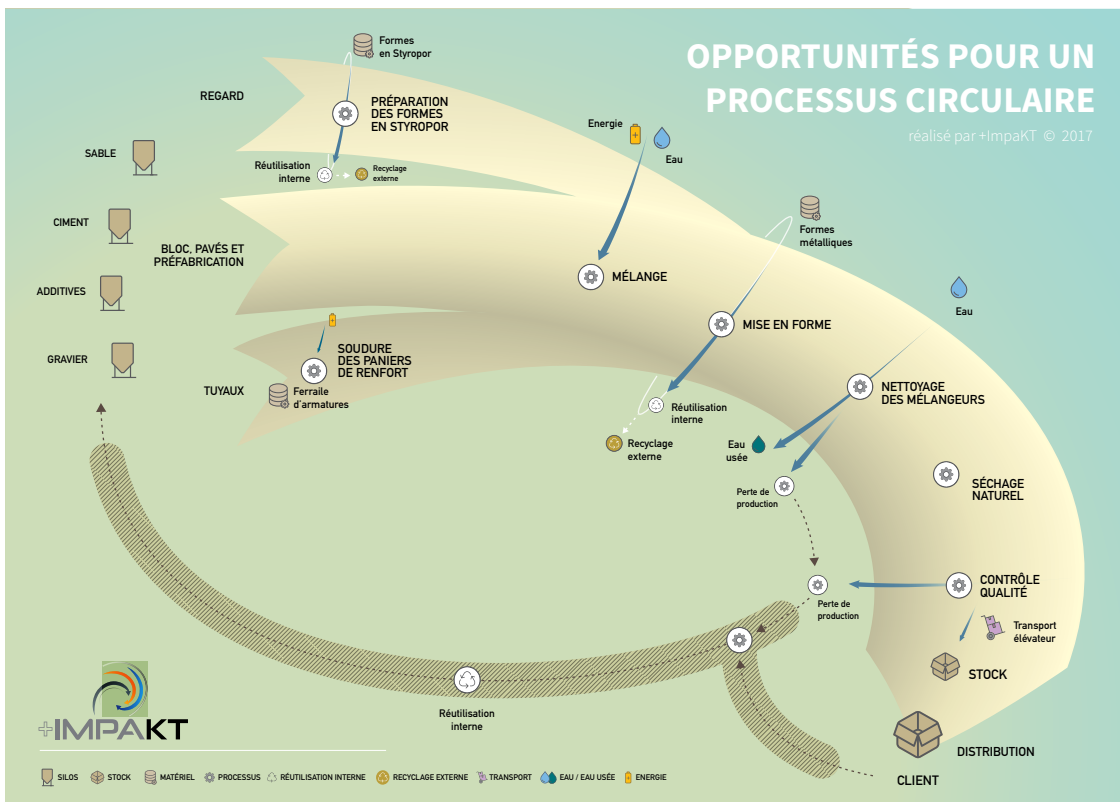 OPPORTUNITÉS POUR UN
PROCESSUS CIRCULAIRE
réalisé par +ImpaKT © 2017
Formes
en Styropor
REGARD
PRÉPARATION
DES FORMES
EN STYROPOR
Réutilisation
interne
Recyclage
externe
Energie
Eau
SABLE
CIMENT
ADDITIVES
GRAVIER
BLOC, PAVÉS ET
PRÉFABRICATION
MÉLANGE
Formes
métalliques
MISE EN FORME
Eau
SOUDURE
DES PANIERS
DE RENFORT
TUYAUX
Ferraile
d'armatures
Réutilisation
interne
Recyclage
externe
NETTOYAGE
DES MÉLANGEURS
Eau
usée
Perte de
production
SÉCHAGE
NATUREL
CONTRÔLE
QUALITÉ
Perte de
production
Transport
élévateur
STOCK
Réutilisation
interne
DISTRIBUTION
CLIENT
+IMPAKT
SILOS
STOCK
MATÉRIEL
PROCESSUS
RÉUTILISATION INTERNE
RECYCLAGE EXTERNE
TRANSPORT
EAU / EAU USÉE
ENERGIE